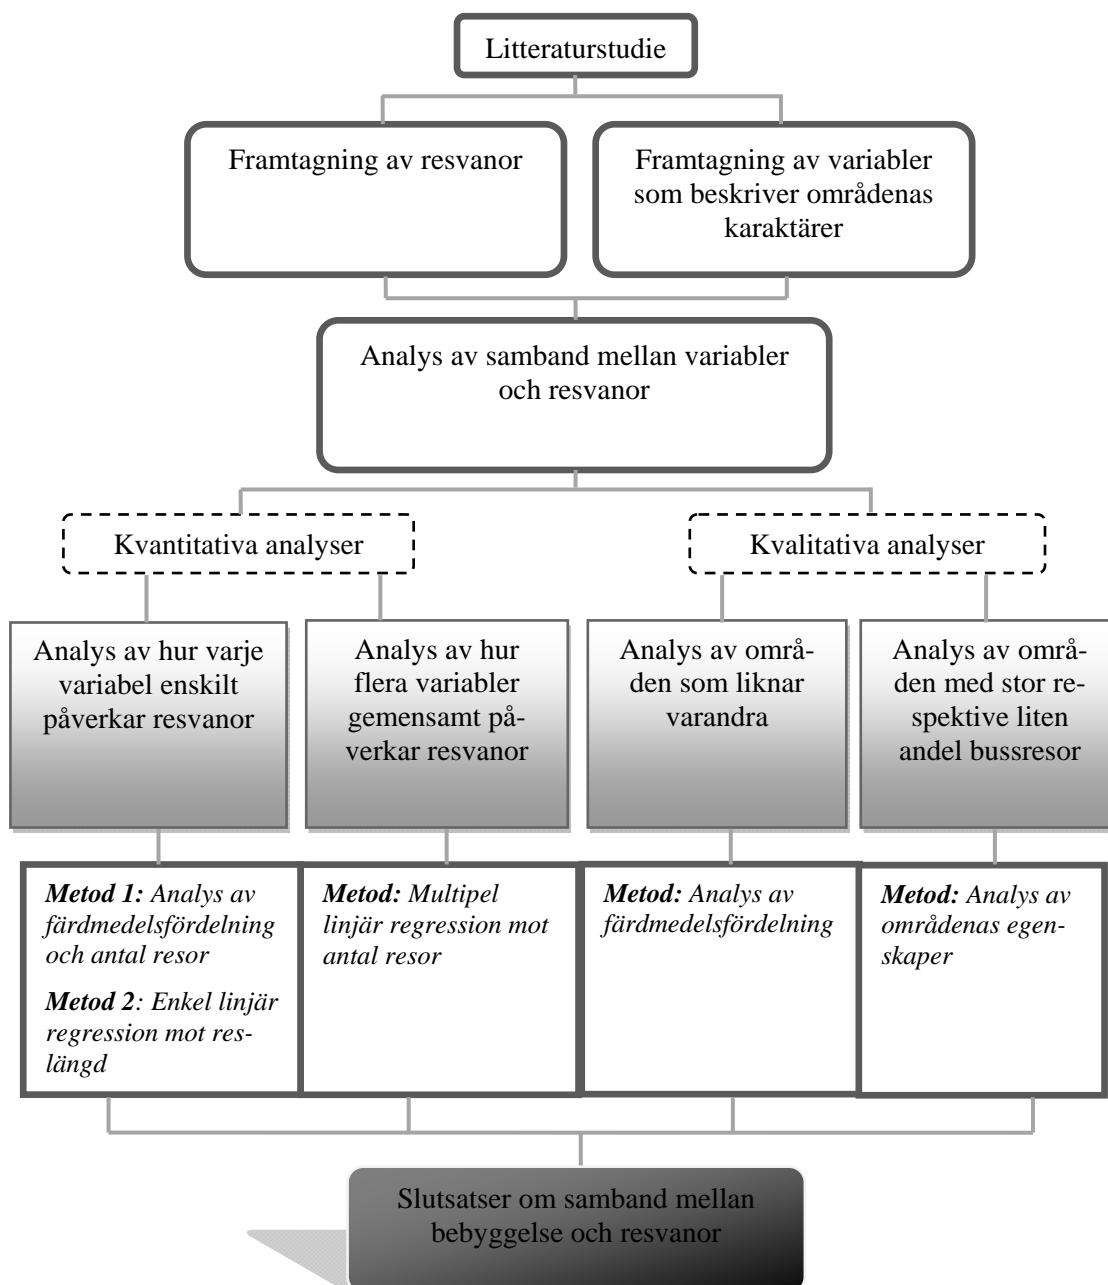 Litteraturstudie
Framtagning av resvanor
Framtagning av variabler
som beskriver områdenas
karaktärer
Analys av samband mellan variabler
och resvanor
Kvantitativa analyser
Kvalitativa analyser
Analys av hur varje
variabel enskilt
påverkar resvanor
Analys av hur
flera variabler
gemensamt på-
verkar resvanor
Analys av områ-
den som liknar
varandra
Analys av områ-
den med stor re-
spektive liten
andel bussresor
Metod 1: Analys av
färdmedelsfördelning
och antal resor
Metod 2: Enkel linjär
regression mot res-
längd
Metod: Multipel
linjär regression mot
antal resor
Metod: Analys av
färdmedelsfördelning
Metod: Analys av
områdenas egen-
skaper
Slutsatser om samband mellan
bebyggelse och resvanor